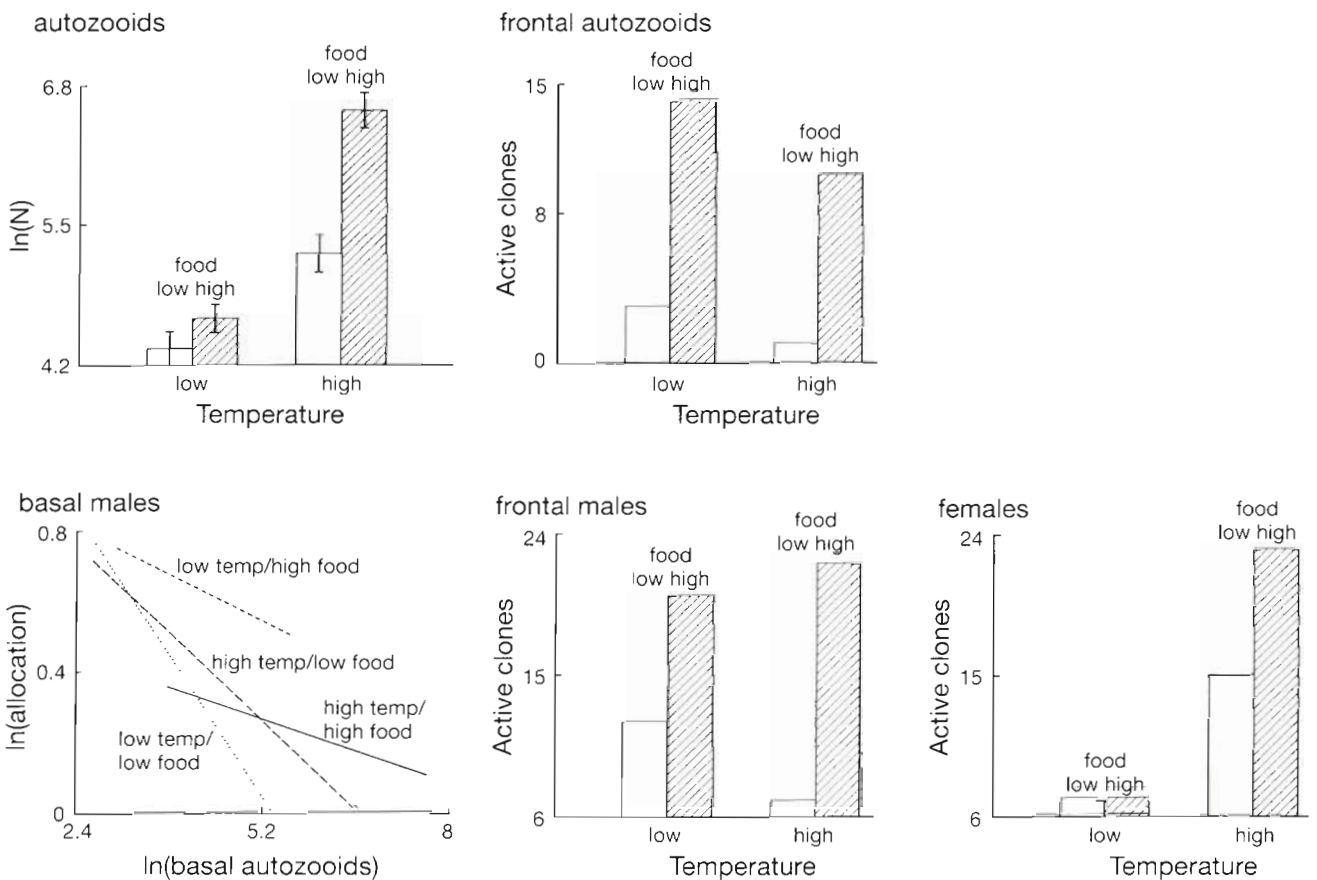 autozooids
food
low high
food
low high
6.8
5.5
4.2
ln(N)
low
high
Temperature
frontal autozooids
food
low high
food
low high
15
8
0
Active clones
low
high
Temperature
basal males
0.8
0.4
0
ln(allocation)
low temp/high food
high temp/low food
high temp/
high food
low temp/
low food
2.4
5.2
8
ln(basal autozooids)
frontal males
food
low high
food
low high
24
15
6
Active clones
low
high
Temperature
females
food
low high
food
low high
24
15
6
Active clones
low
high
Temperature